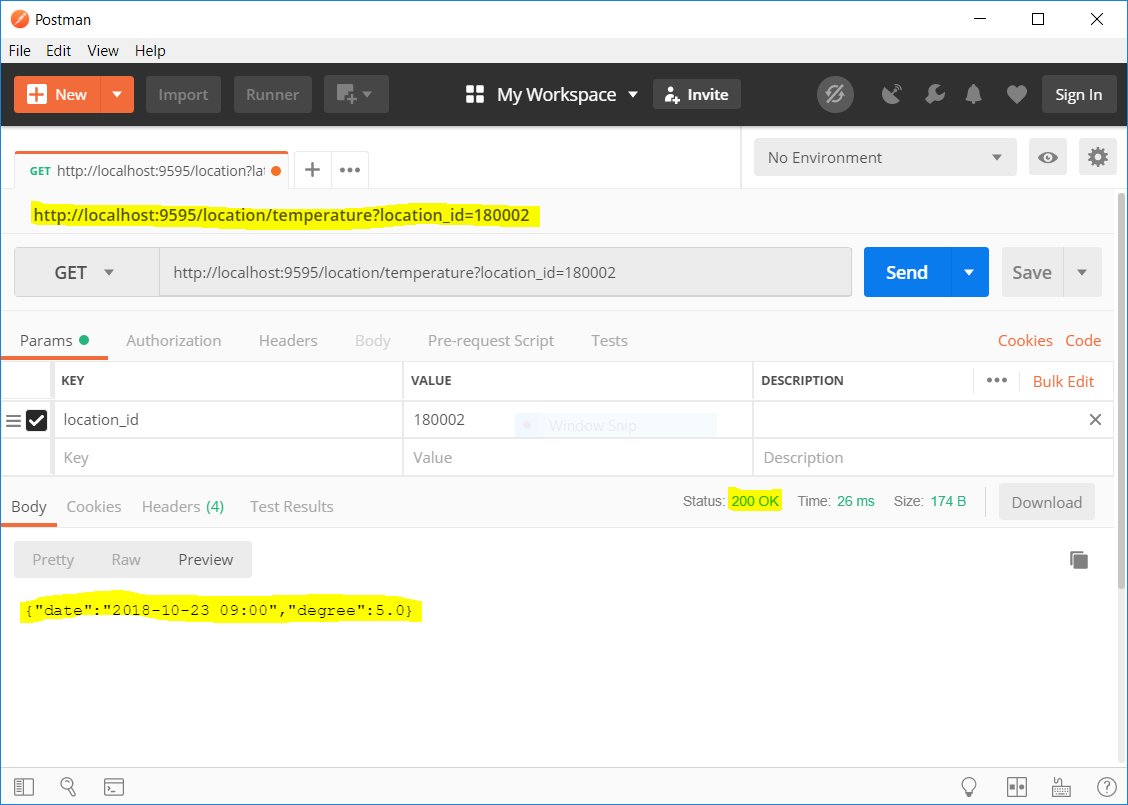 Postman
File Edit View Help
New Import Runner My Workspace Invite Sign In
GET http://localhost:9595/location?lat No Environment
http://localhost:9595/location/temperature?location_id=180002
GET http://localhost:9595/location/temperature?location_id=180002 Send Save
Params Authorization Headers Body Pre-request Script Tests Cookies Code
KEY VALUE DESCRIPTION Bulk Edit
location_id 180002
Window Snip
Key Value Description
Body Cookies Headers (4) Test Results Status: 200 OK Time: 26 ms Size: 174 B Download
Pretty Raw Preview
{"date":"2018-10-23 09:00","degree":5.0}